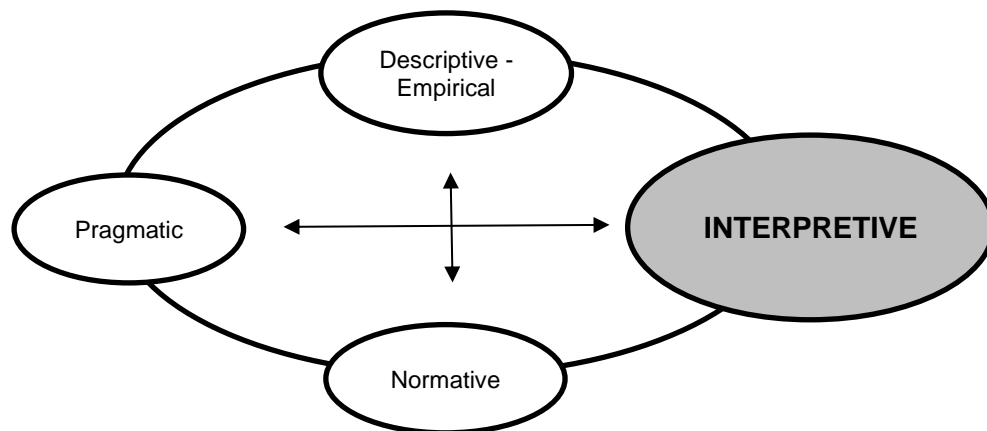 Descriptive -
Empirical
Pragmatic
INTERPRETIVE
Normative